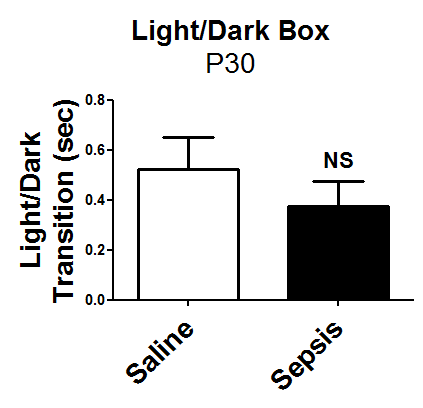 Light/Dark Box
P30
Light/Dark
Transition (sec)
0.8
0.6
0.4
0.2
0.0
NS
Saline
Sepsis